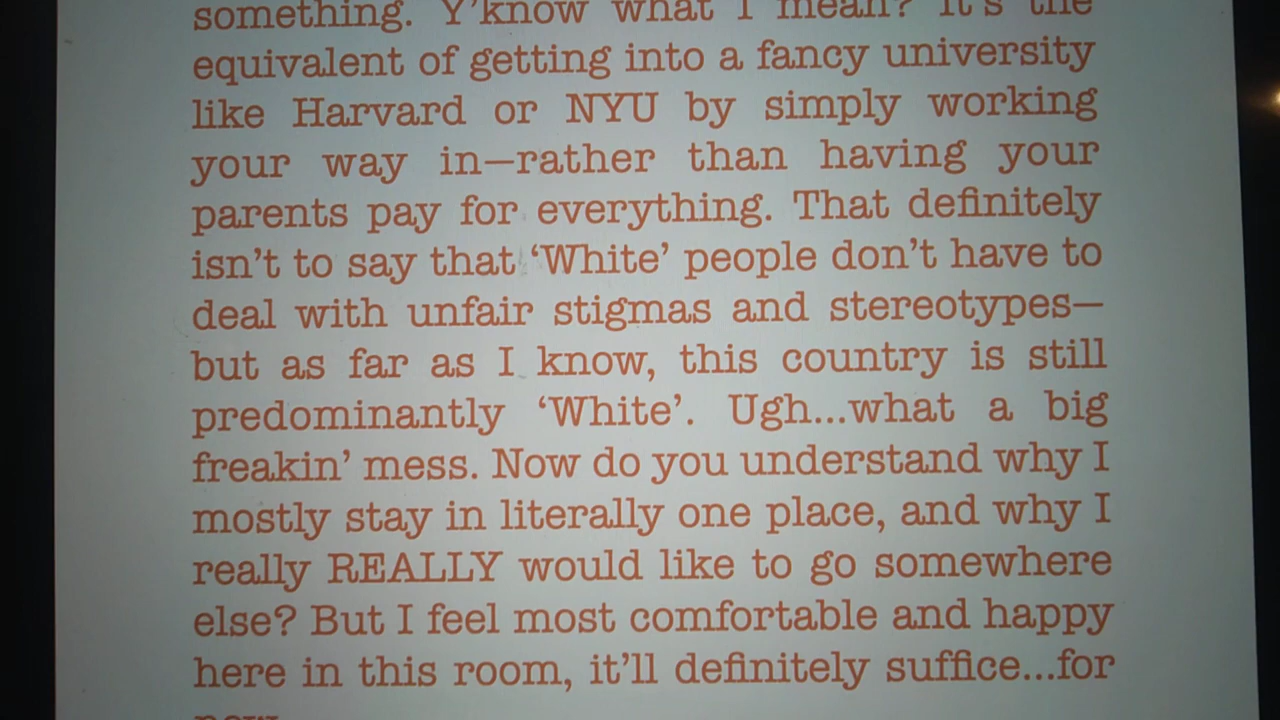 something. Y'know what I mean? It's the
equivalent of getting into a fancy university
like Harvard or NYU by simply working
your way in—rather than having your
parents pay for everything. That definitely
isn't to say that 'White' people don't have to
deal with unfair stigmas and stereotypes—
but as far as I know, this country is still
predominantly 'White'. Ugh...what a big
freakin' mess. Now do you understand why I
mostly stay in literally one place, and why I
really REALLY would like to go somewhere
else? But I feel most comfortable and happy
here in this room, it'll definitely suffice...for